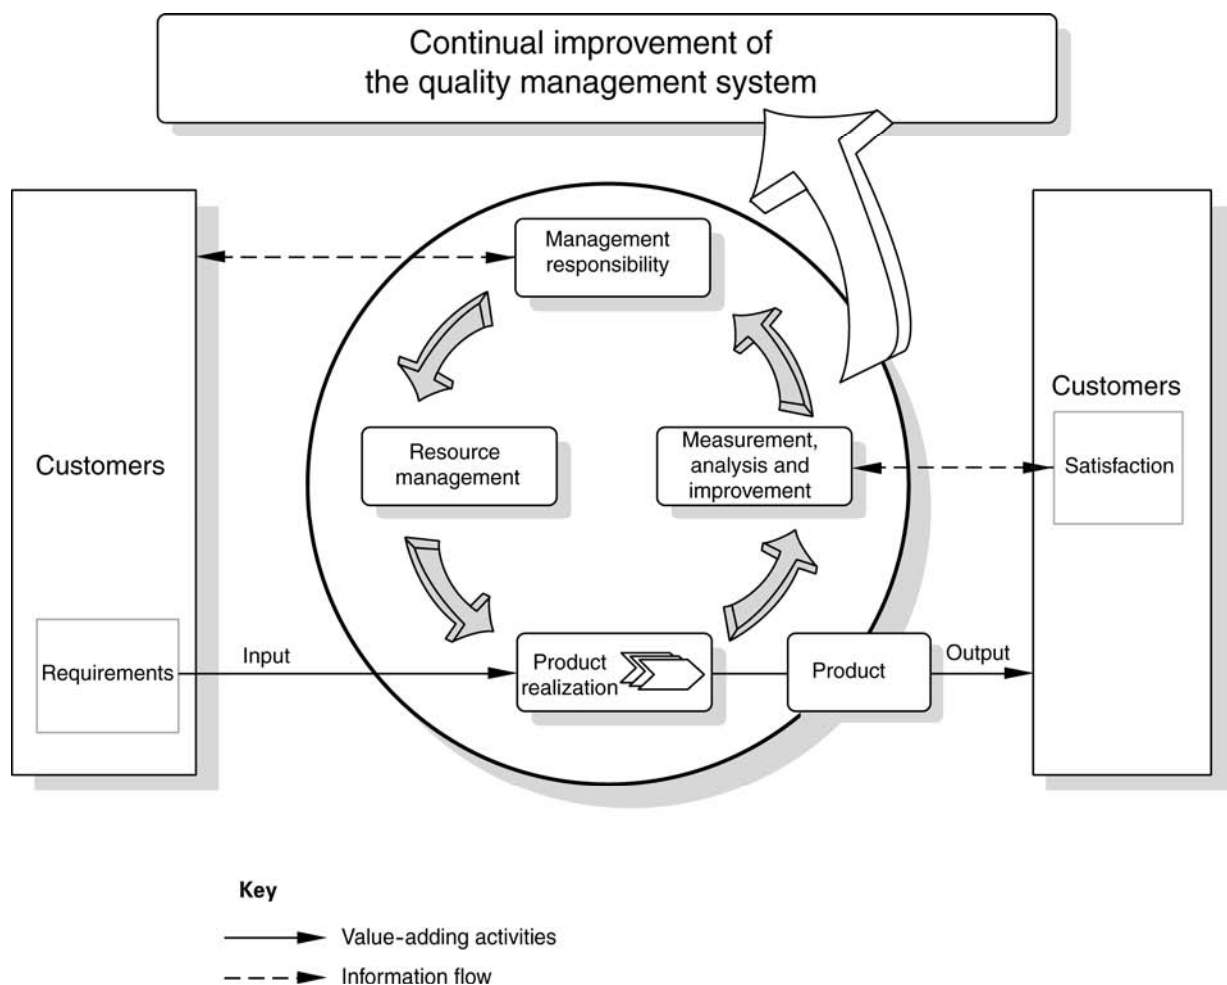 Continual improvement of
the quality management system
Management
responsibility
Customers
Resource
management
Measurement,
analysis and
improvement
Customers
Satisfaction
Requirements
Input
Product
realization
Product
Output
Key
Value-adding activities
Information flow